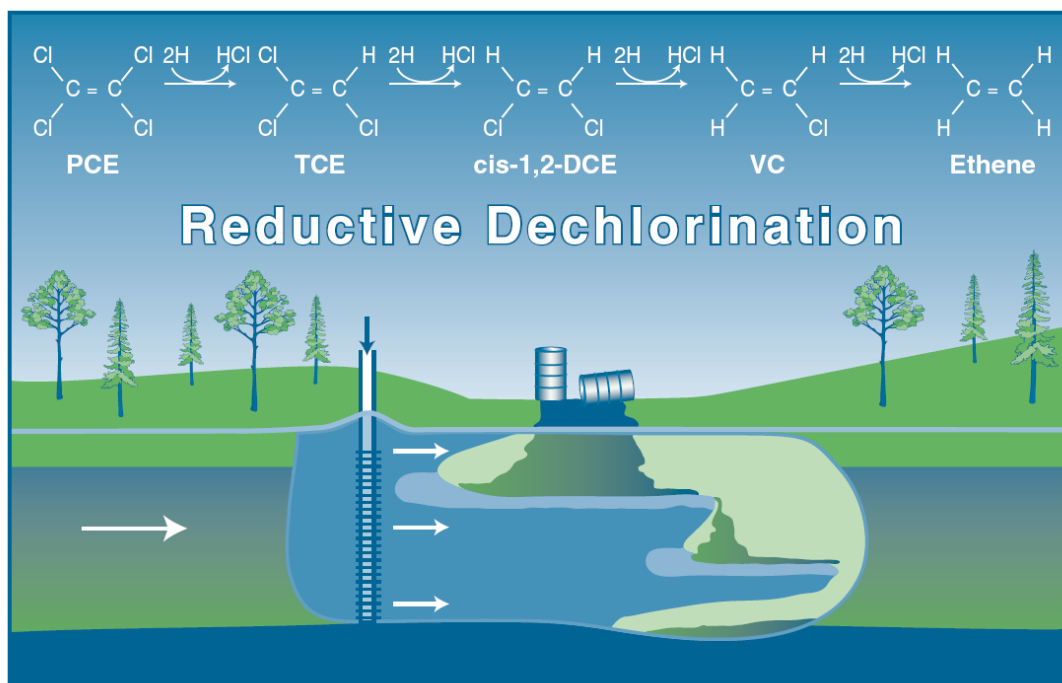 Cl Cl 2H HCl Cl H 2H HCl H H 2H HCl H H 2H HCl H H
C = C C = C C = C C = C C = C
Cl Cl Cl Cl Cl Cl H Cl H H
PCE TCE cis-1,2-DCE VC Ethene
Reductive Dechlorination